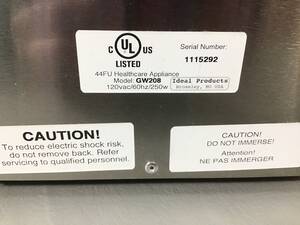 C UL US
LISTED
Serial Number:
1115292
44FU Healthcare Appliance
Model: GW208
120vac/60hz/250w
Ideal Products
Brokeley, MO USA
CAUTION!
To reduce electric shock risk,
do not remove back. Refer
servicing to qualified personnel.
CAUTION!
DO NOT IMMERSE!
Attention!
NE PAS IMMERGER